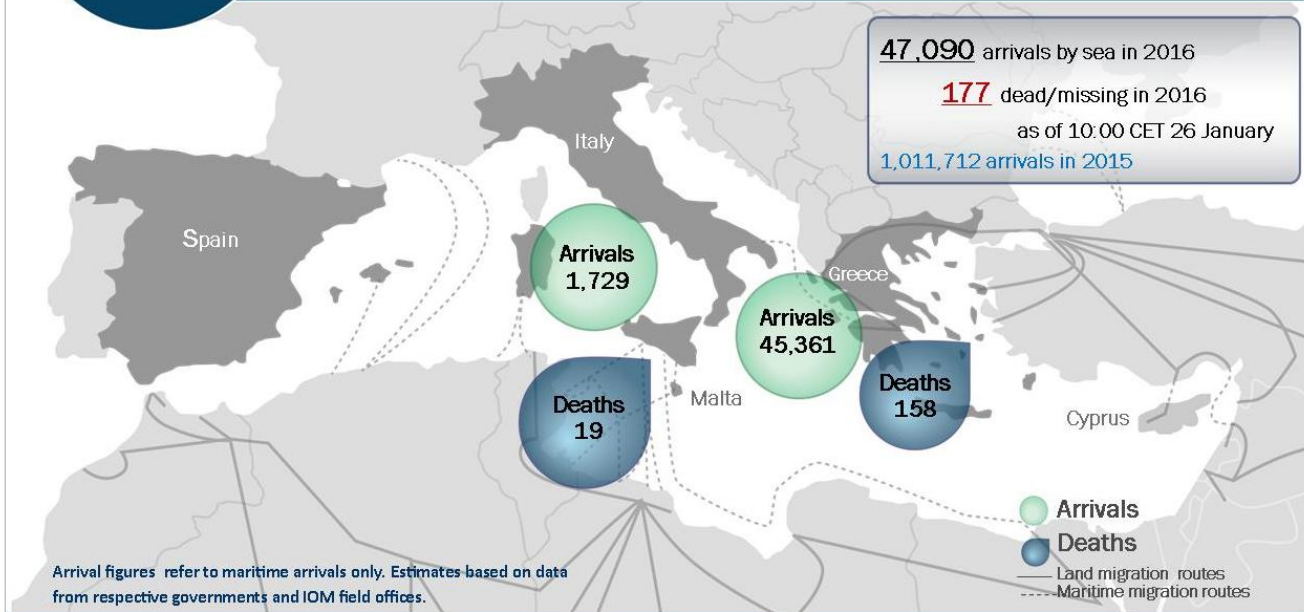 47,090 arrivals by sea in 2016
177 dead/missing in 2016
as of 10:00 CET 26 January
1,011,712 arrivals in 2015
Italy
Spain
Arrivals
1,729
Greece
Arrivals
45,361
Deaths
19
Malta
Deaths
158
Cyprus
Arrivals
Deaths
Land migration routes
Maritime migration routes
Arrival figures refer to maritime arrivals only. Estimates based on data
from respective governments and IOM field offices.